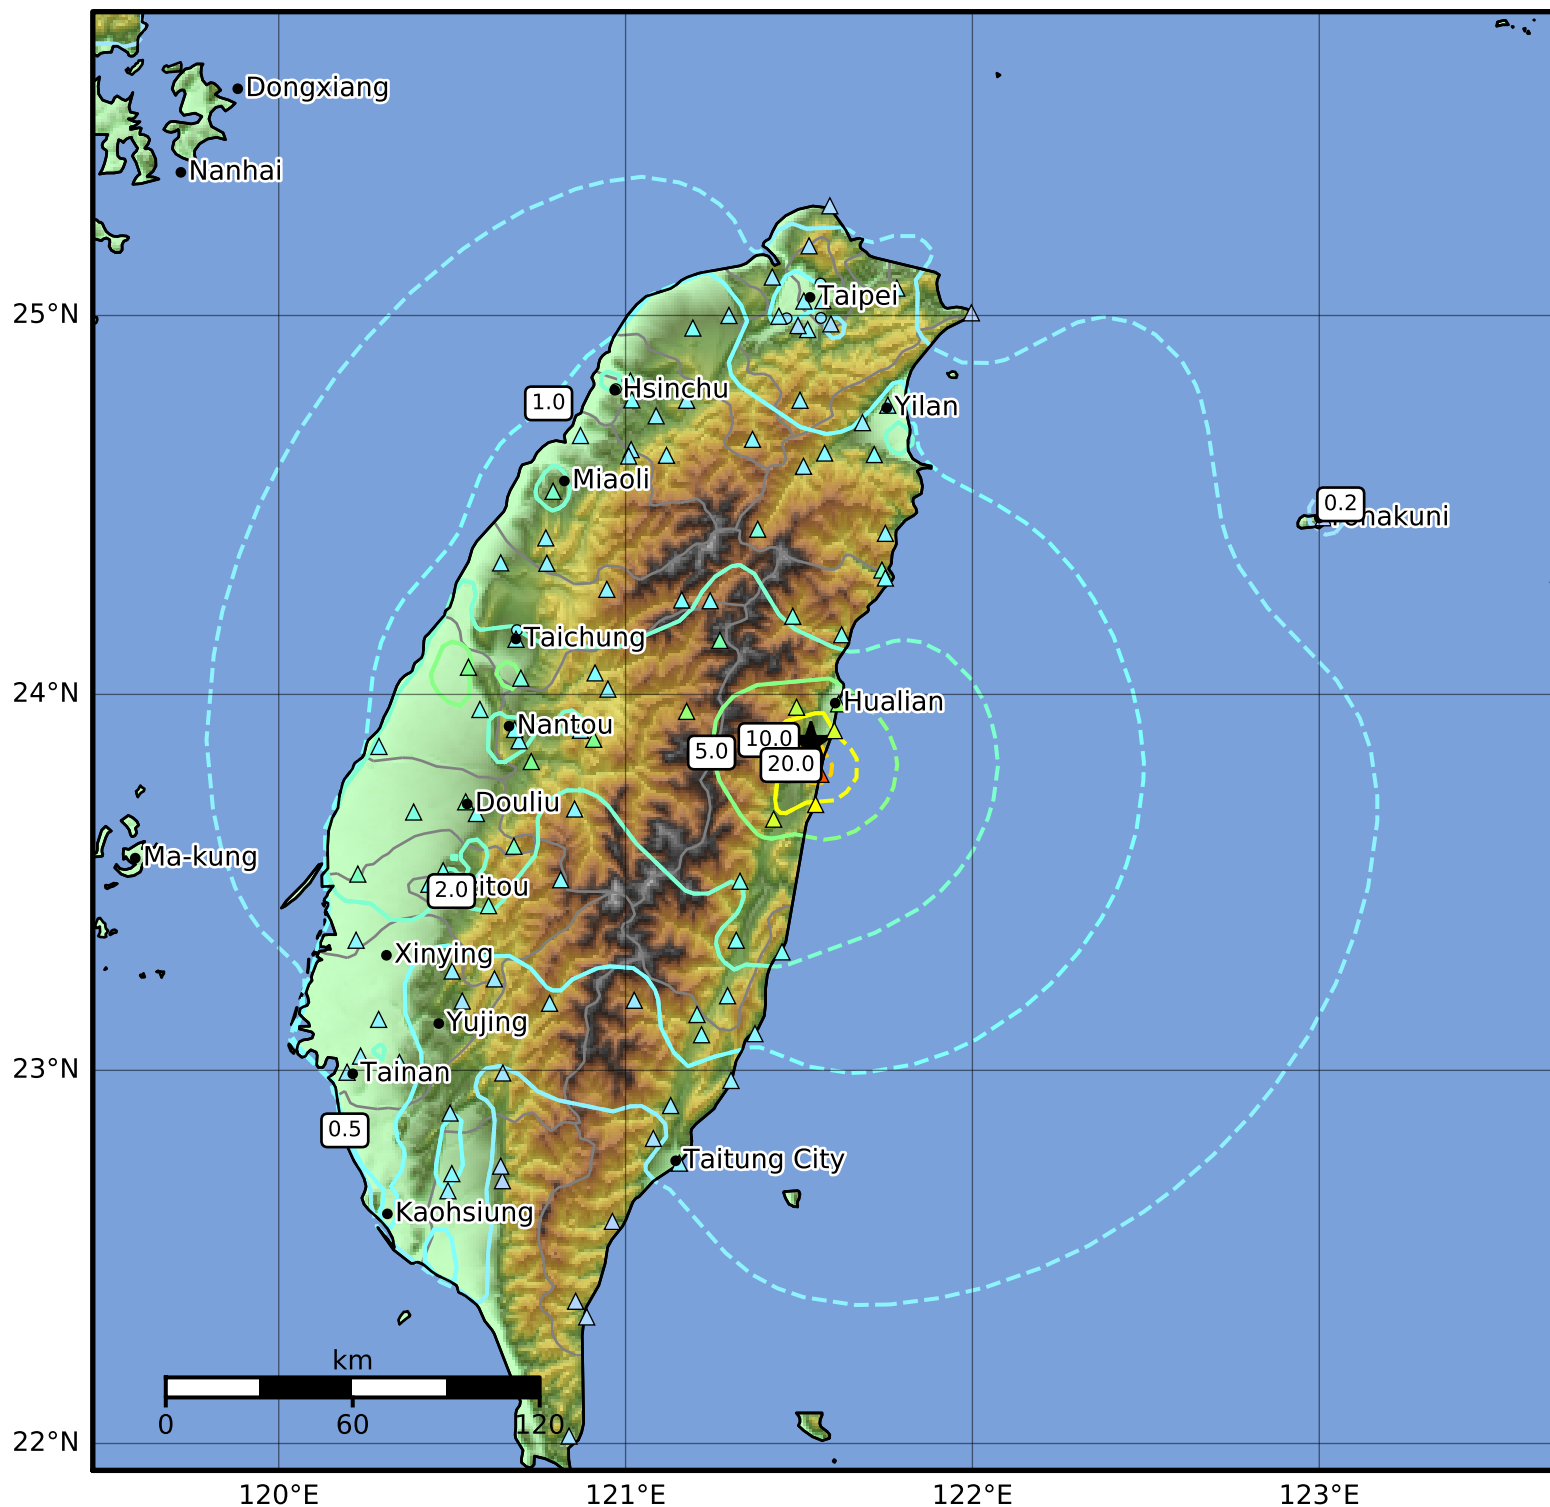 Dongxiang
Nanhai
Taipei
25°N
Hsinchu
1.0
Yilan
Miaoli
0.2
Taichung
24°N
Hualian
Nantou
10.0
5.0
20.0
Douliu
Ma-kung
2.0
Xinying
Yujing
23°N
Tainan
0.5
Taitung City
Kaohsiung
km
0
60
120
22°N
120°E
121°E
122°E
123°E